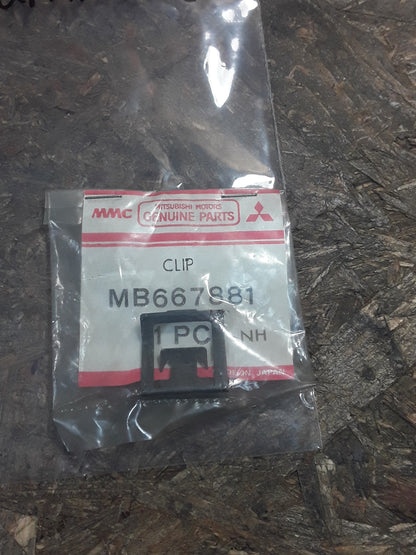 MMC MITSUBISHI MOTORS
GENUINE PARTS
CLIP
MB667881
1 PC NH
JAPAN